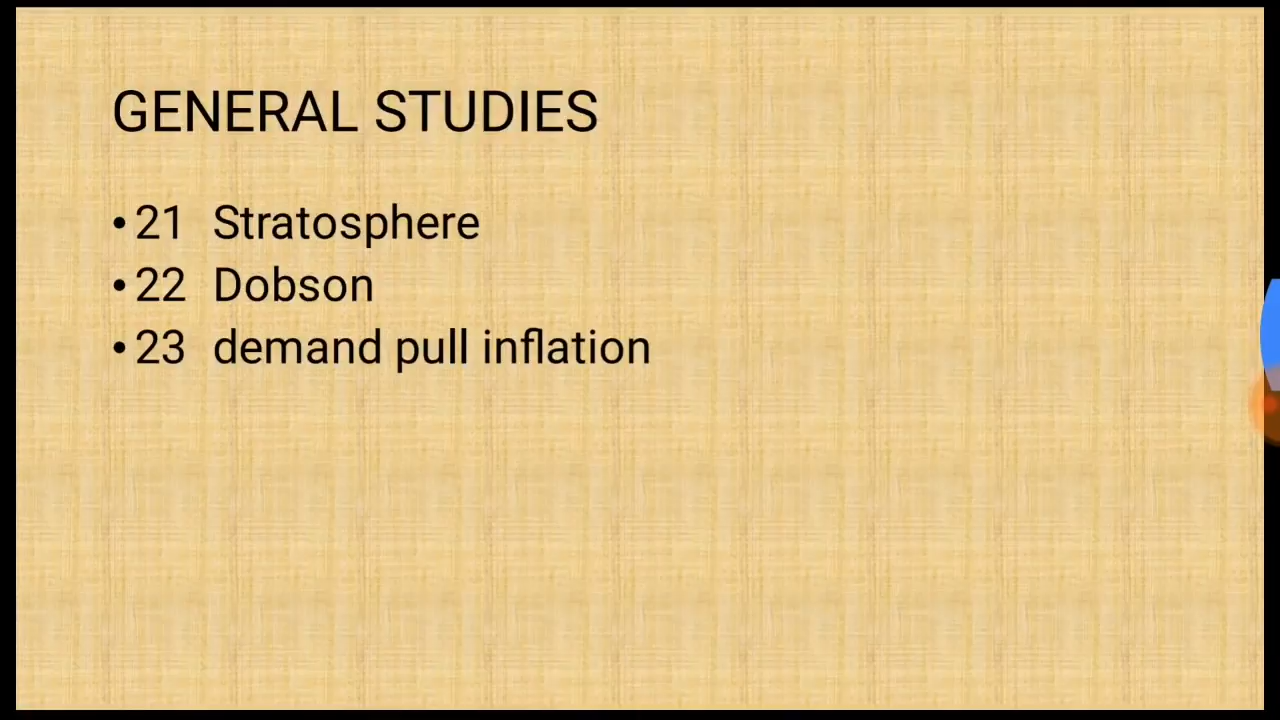 GENERAL STUDIES
• 21 Stratosphere
• 22 Dobson
• 23 demand pull inflation